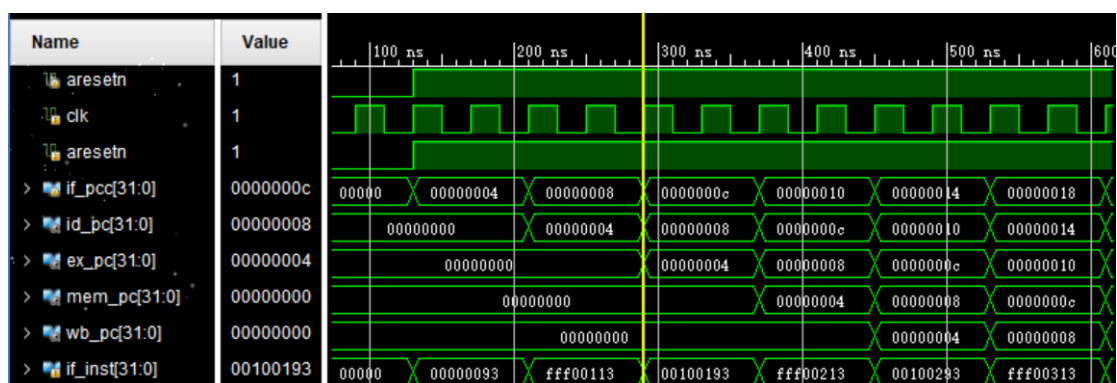 Name Value
100 ns 200 ns 300 ns 400 ns 500 ns 600
aresetn 1
clk 1
aresetn 1
if_pcc[31:0] 0000000c 00000 00000004 00000008 0000000c 00000010 00000014 00000018
id_pc[31:0] 00000008 00000000 00000004 00000008 0000000c 00000010 00000014
ex_pc[31:0] 00000004 00000000 00000004 00000008 0000000c 00000010
mem_pc[31:0] 00000000 00000000 00000004 00000008 0000000c
wb_pc[31:0] 00000000 00000000 00000004 00000008
if_inst[31:0] 00100193 00000 00000093 fff00113 00100193 fff00213 00100293 fff00313